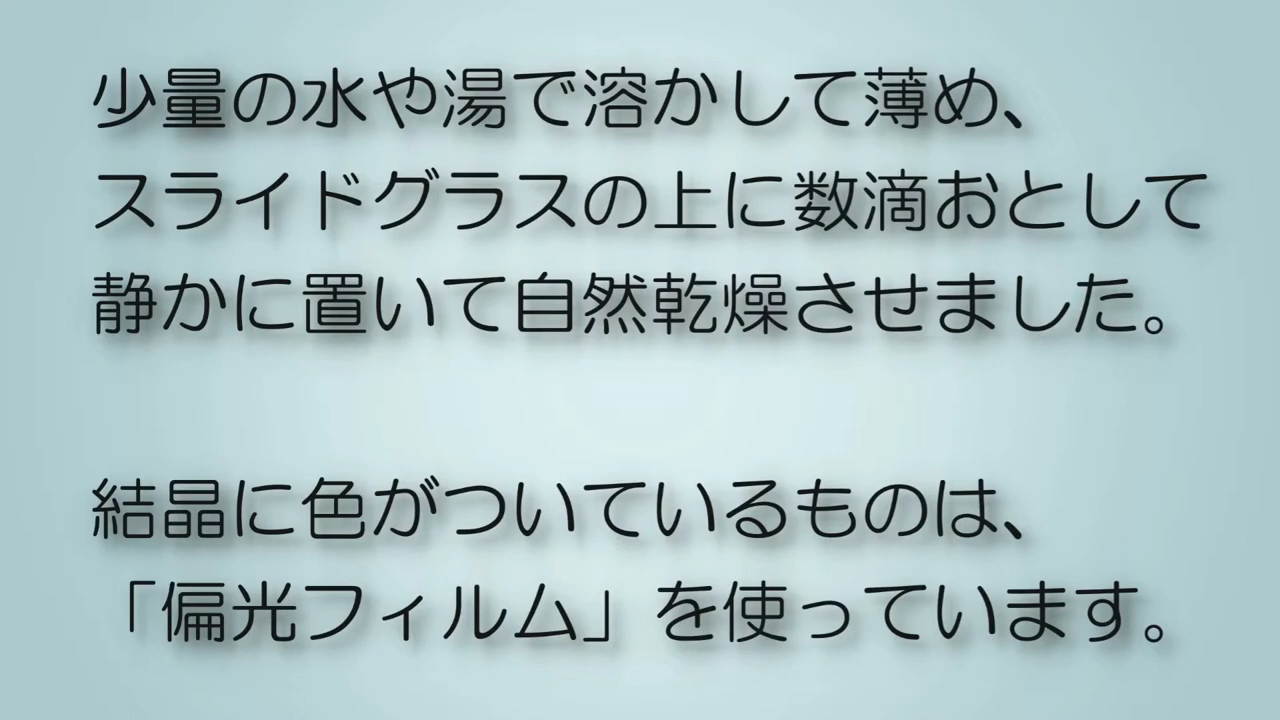 少量の水や湯で溶かして薄め、
スライドグラスの上に数滴おとして
静かに置いて自然乾燥させました。
結晶に色がついているものは、
「偏光フィルム」を使っています。